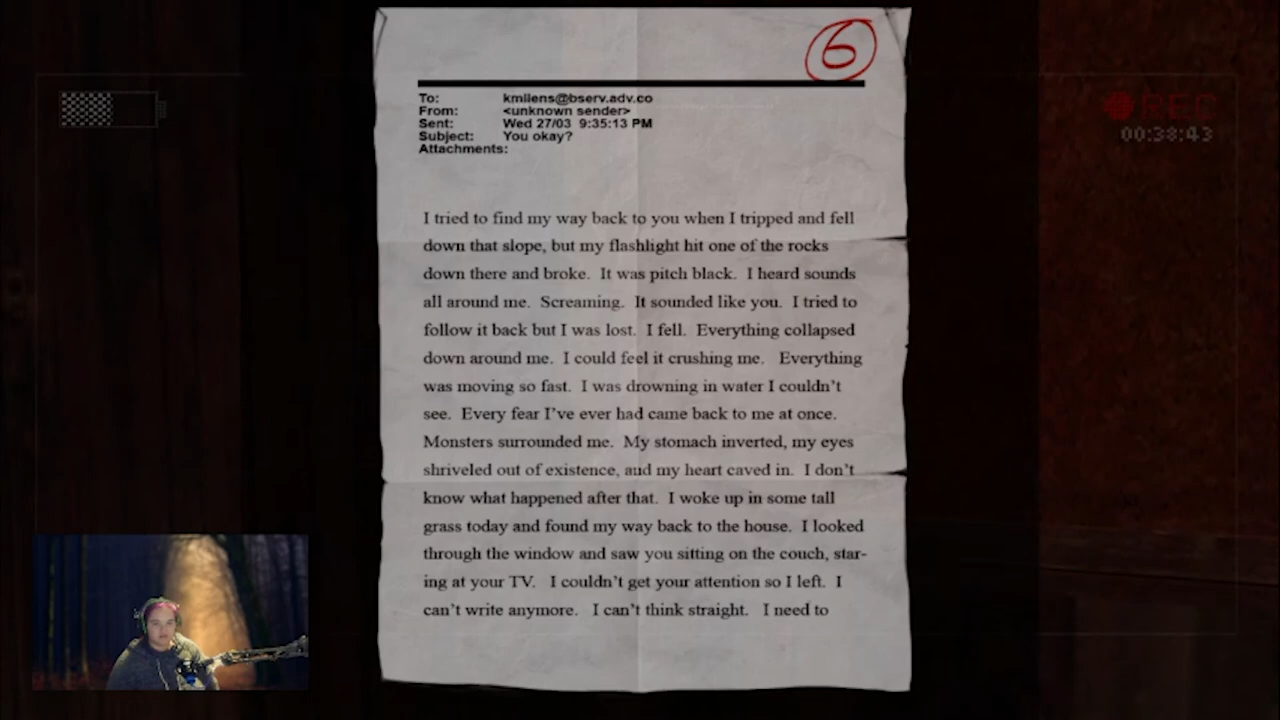 6
REC
00:38:43
To: kmilens@bserv.adv.co
From: <unknown sender>
Sent: Wed 27/03 9:35:13 PM
Subject: You okay?
Attachments:
I tried to find my way back to you when I tripped and fell
down that slope, but my flashlight hit one of the rocks
down there and broke. It was pitch black. I heard sounds
all around me. Screaming. It sounded like you. I tried to
follow it back but I was lost. I fell. Everything collapsed
down around me. I could feel it crushing me. Everything
was moving so fast. I was drowning in water I couldn't
see. Every fear I've ever had came back to me at once.
Monsters surrounded me. My stomach inverted, my eyes
shriveled out of existence, and my heart caved in. I don't
know what happened after that. I woke up in some tall
grass today and found my way back to the house. I looked
through the window and saw you sitting on the couch, star-
ing at your TV. I couldn't get your attention so I left. I
can't write anymore. I can't think straight. I need to